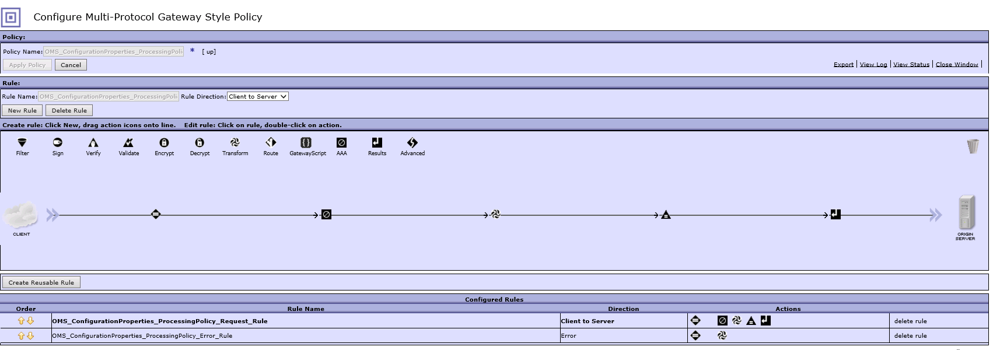 Configure Multi-Protocol Gateway Style Policy
Policy:
Policy Name: OMS_ConfigurationProperties_ProcessingPoli * [ up]
Apply Policy Cancel Export View Log View Status Close Window
Rule:
Rule Name: OMS_ConfigurationProperties_ProcessingPoli Rule Direction: Client to Server
New Rule Delete Rule
Create rule: Click New, drag action icons onto line. Edit rule: Click on rule, double-click on action.
Filter Sign Verify Validate Encrypt Decrypt Transform Route GatewayScript AAA Results Advanced
CLIENT ORIGIN
SERVER
Create Reusable Rule
Configured Rules
Order Rule Name Direction Actions
OMS_ConfigurationProperties_ProcessingPolicy_Request_Rule Client to Server delete rule
OMS_ConfigurationProperties_ProcessingPolicy_Error_Rule Error delete rule